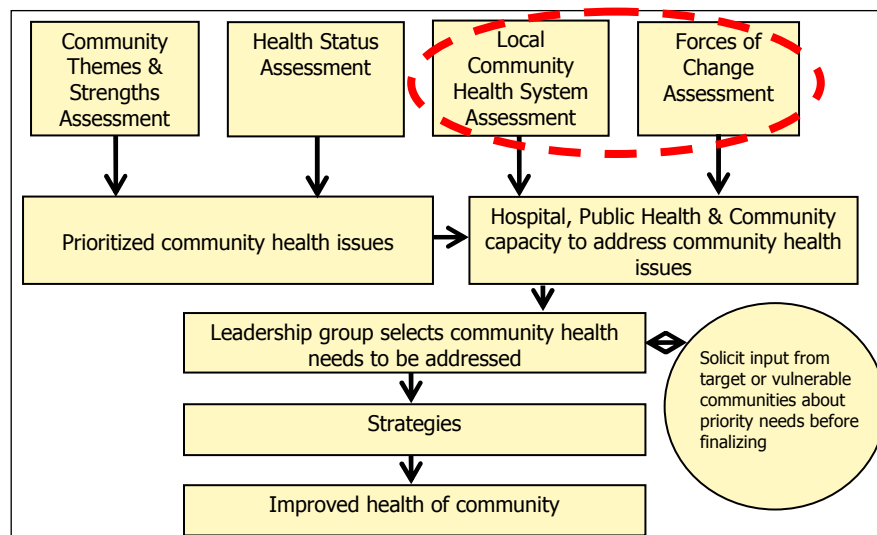 Community
Themes &
Strengths
Assessment
Health Status
Assessment
Local
Community
Health System
Assessment
Forces of
Change
Assessment
Prioritized community health issues
Hospital, Public Health & Community
capacity to address community health
issues
Leadership group selects community health
needs to be addressed
Solicit input from
target or vulnerable
communities about
priority needs before
finalizing
Strategies
Improved health of community